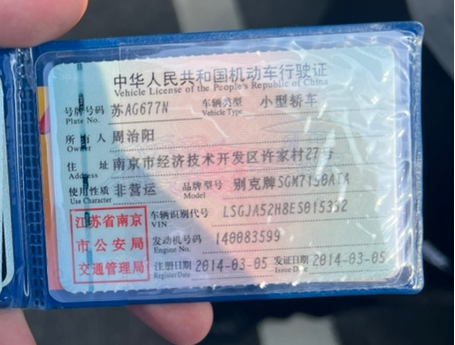 中华人民共和国机动车行驶证
Vehicle License of the People's Republic of China
号牌号码 苏AG677N 车辆类型 小型轿车
Plate No. Vehicle Type
所有人 周治阳
Owner
住址 南京市经济技术开发区许家村27号
Address
使用性质 非营运 品牌型号 别克牌SGM7150ATA
Use Character Model
江苏省南京
市公安局
交通管理局
车辆识别代号 LSGJA52H8ES015392
VIN
发动机号码 140083599
Engine No.
注册日期 2014-03-05 发证日期 2014-03-05
Register Date Issue Date